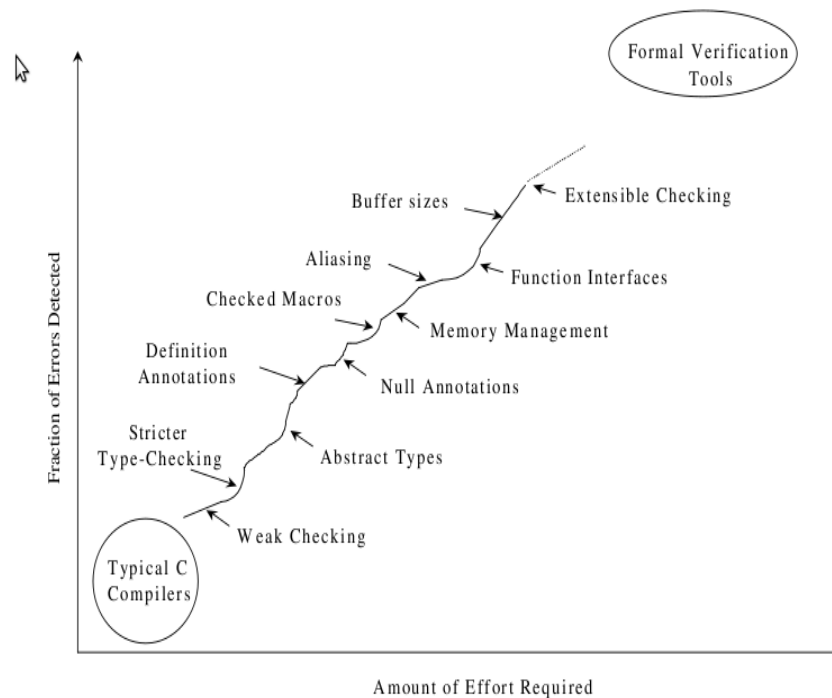 Formal Verification
Tools
Extensible Checking
Buffer sizes
Function Interfaces
Aliasing
Checked Macros
Memory Management
Definition
Annotations
Null Annotations
Stricter
Type-Checking
Abstract Types
Weak Checking
Typical C
Compilers
Fraction of Errors Detected
Amount of Effort Required